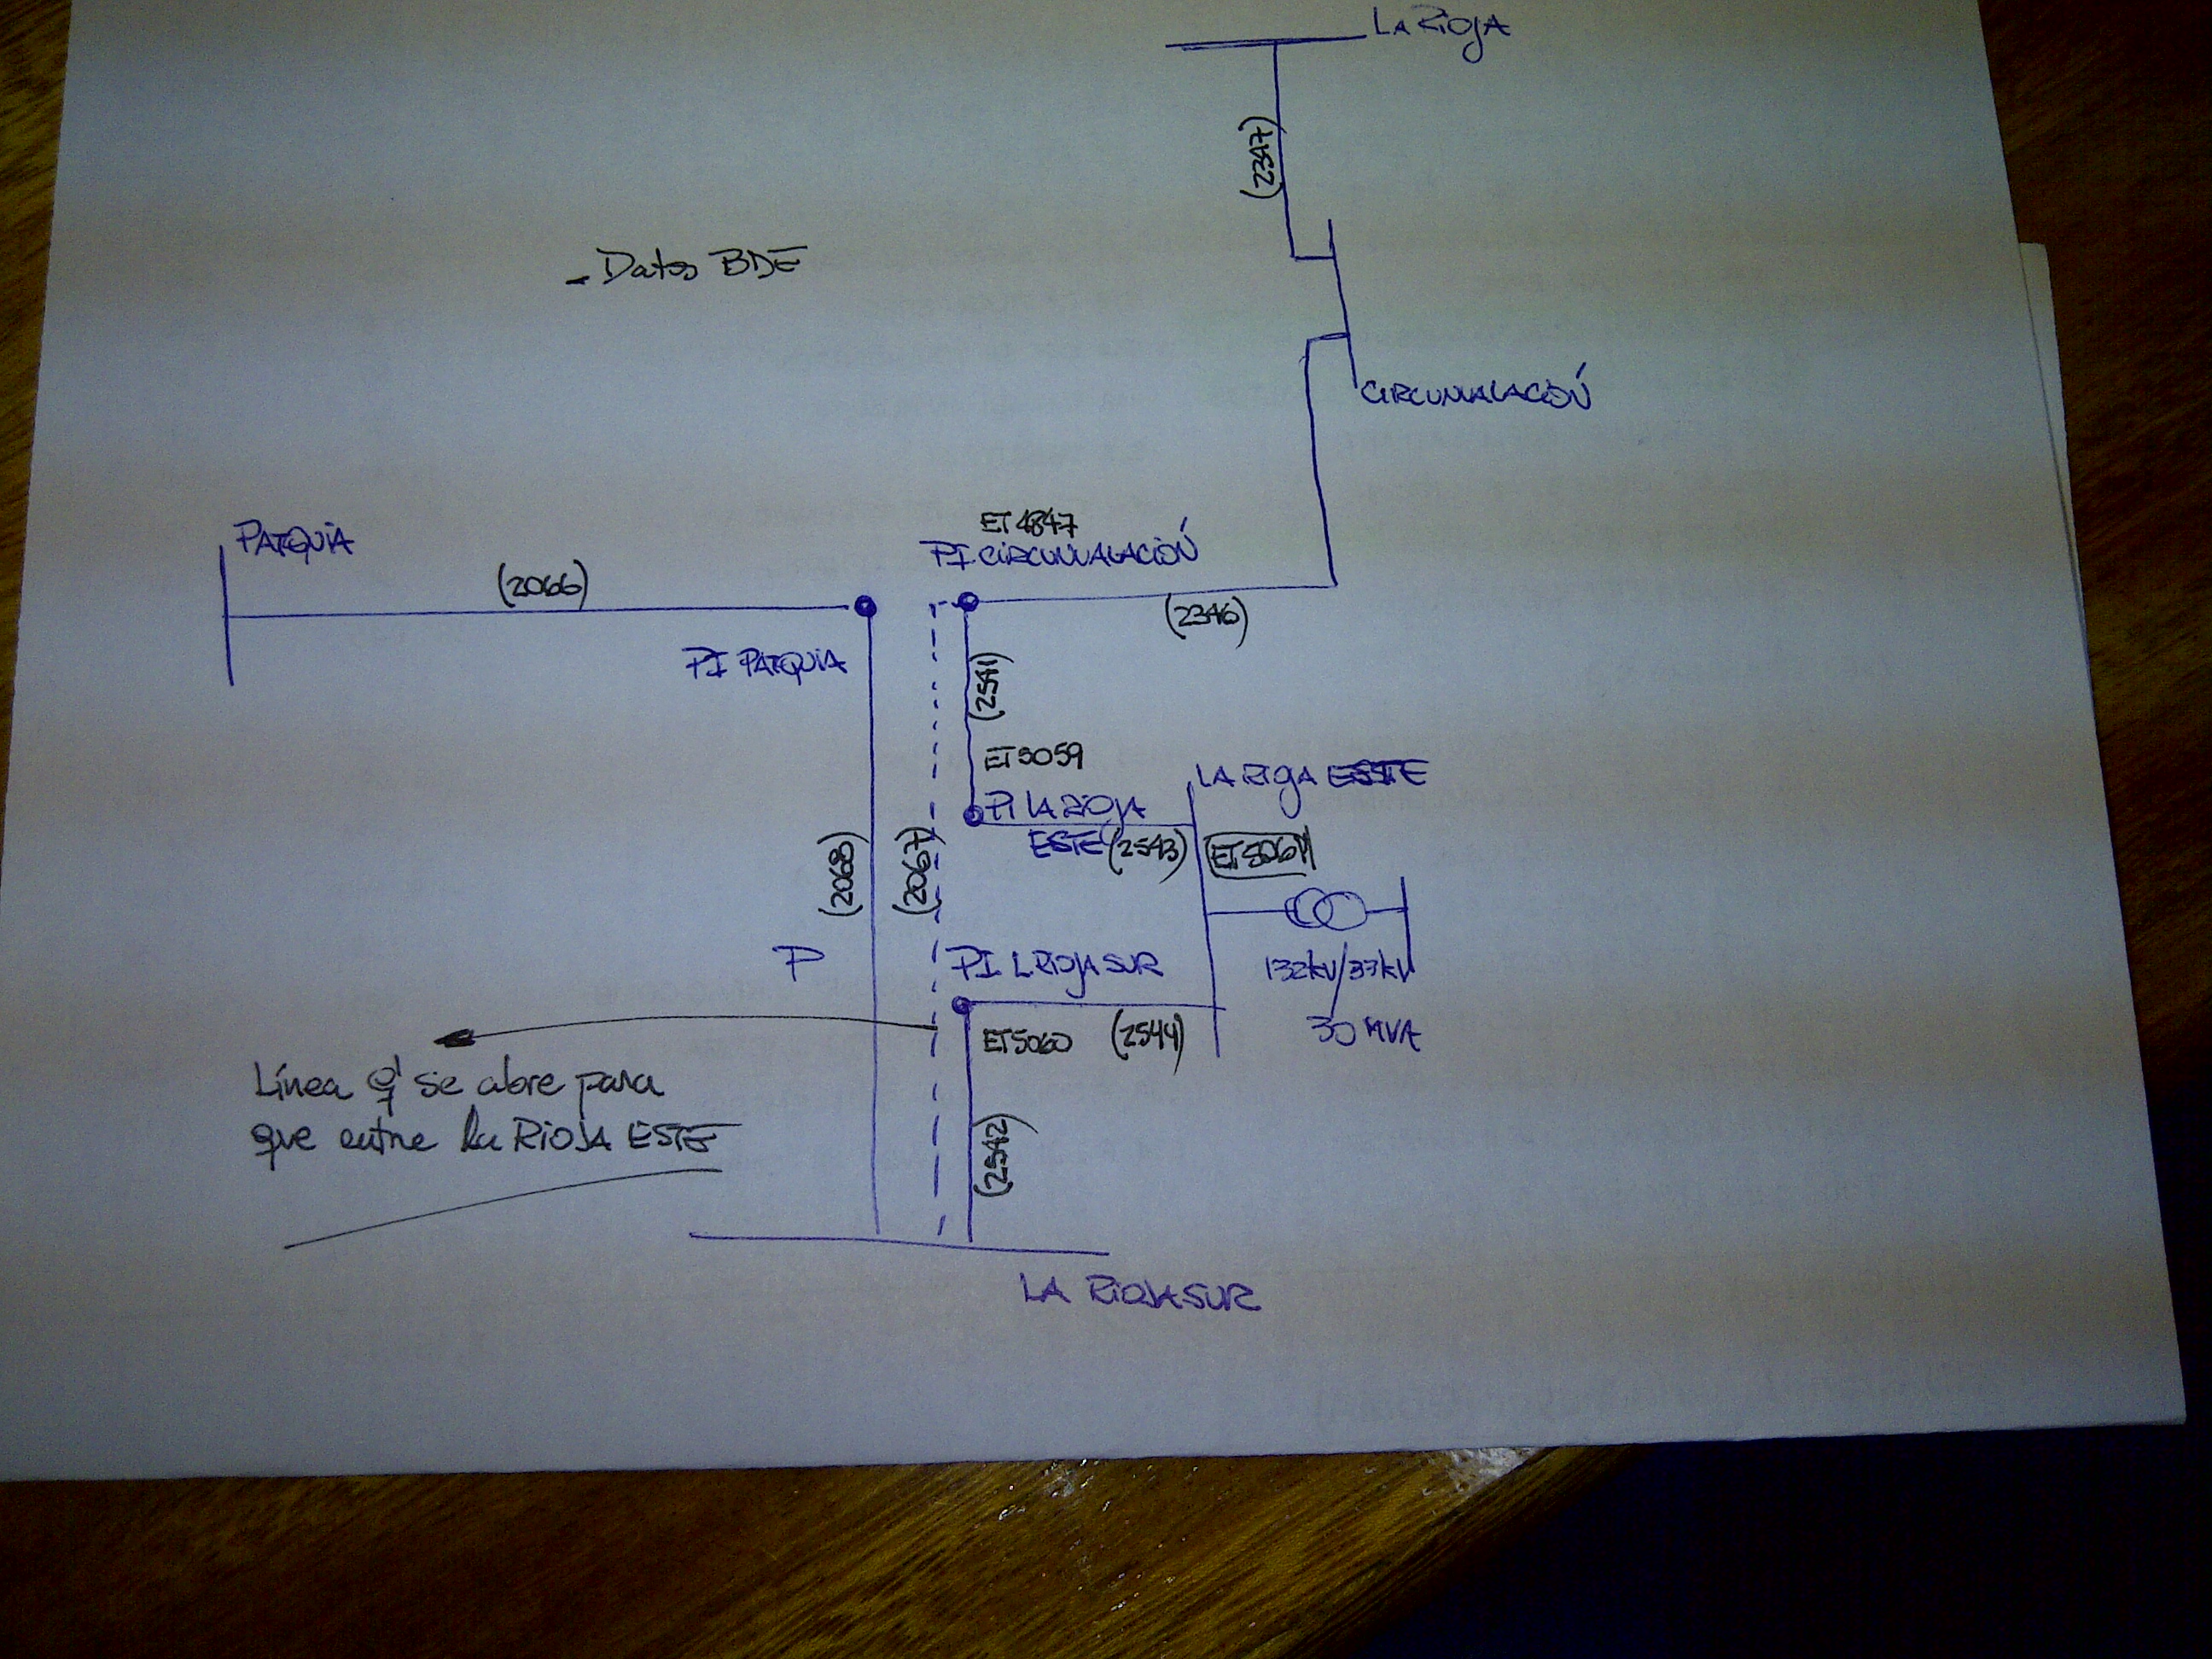 LA RIOJA
(2347)
- Datos BDE
CIRCUNVALACIÓN
PATQUIA
(2066)
ET 4847
PI CIRCUNVALACIÓN
(2346)
PI PATQUIA
(2541)
ET 5059
LA RIOJA ESTE
PI LA RIOJA
ESTE (2543)
ET 5061
(2068)
(2067)
P
PI L RIOJA SUR
132kV/33kV
ET 5060
(2544)
30 MVA
Línea q' se abre para
que entre La RIOJA ESTE
(2542)
LA RIOJA SUR